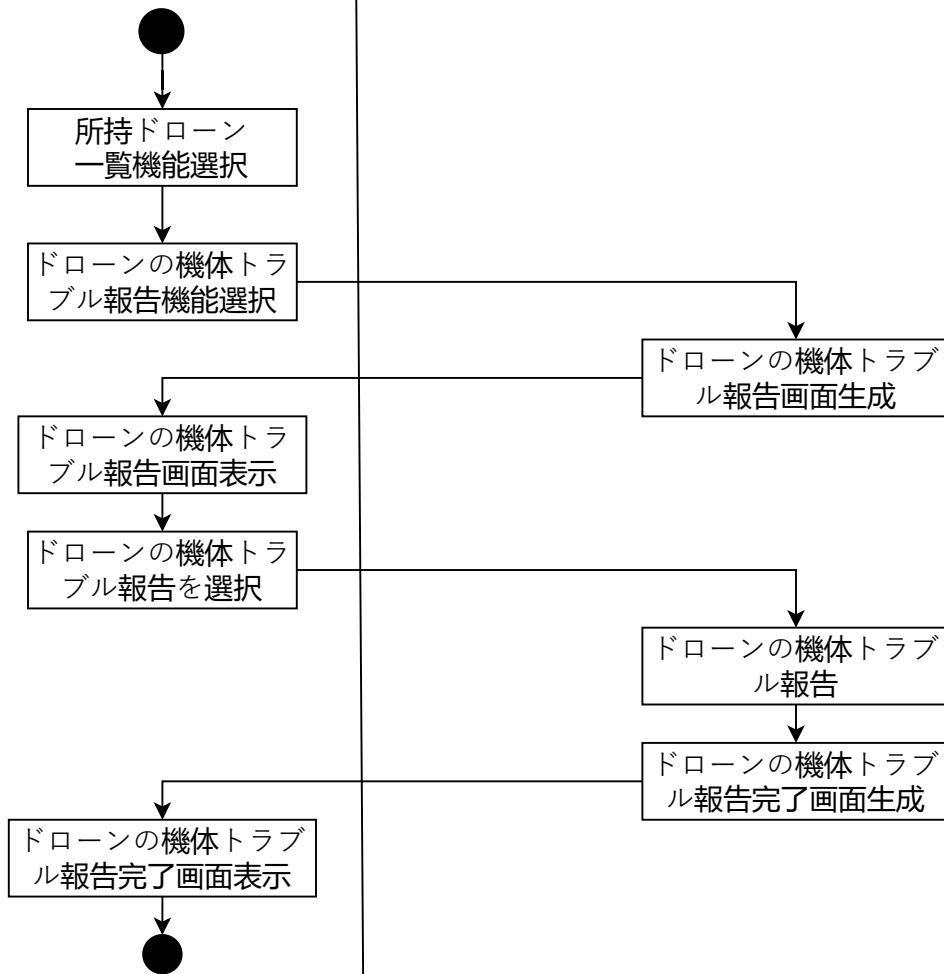 所持ドローン
一覧機能選択
ドローンの機体トラ
ブル報告機能選択
ドローンの機体トラブ
ル報告画面生成
ドローンの機体トラ
ブル報告画面表示
ドローンの機体トラ
ブル報告を選択
ドローンの機体トラブ
ル報告
ドローンの機体トラブ
ル報告完了画面生成
ドローンの機体トラブ
ル報告完了画面表示